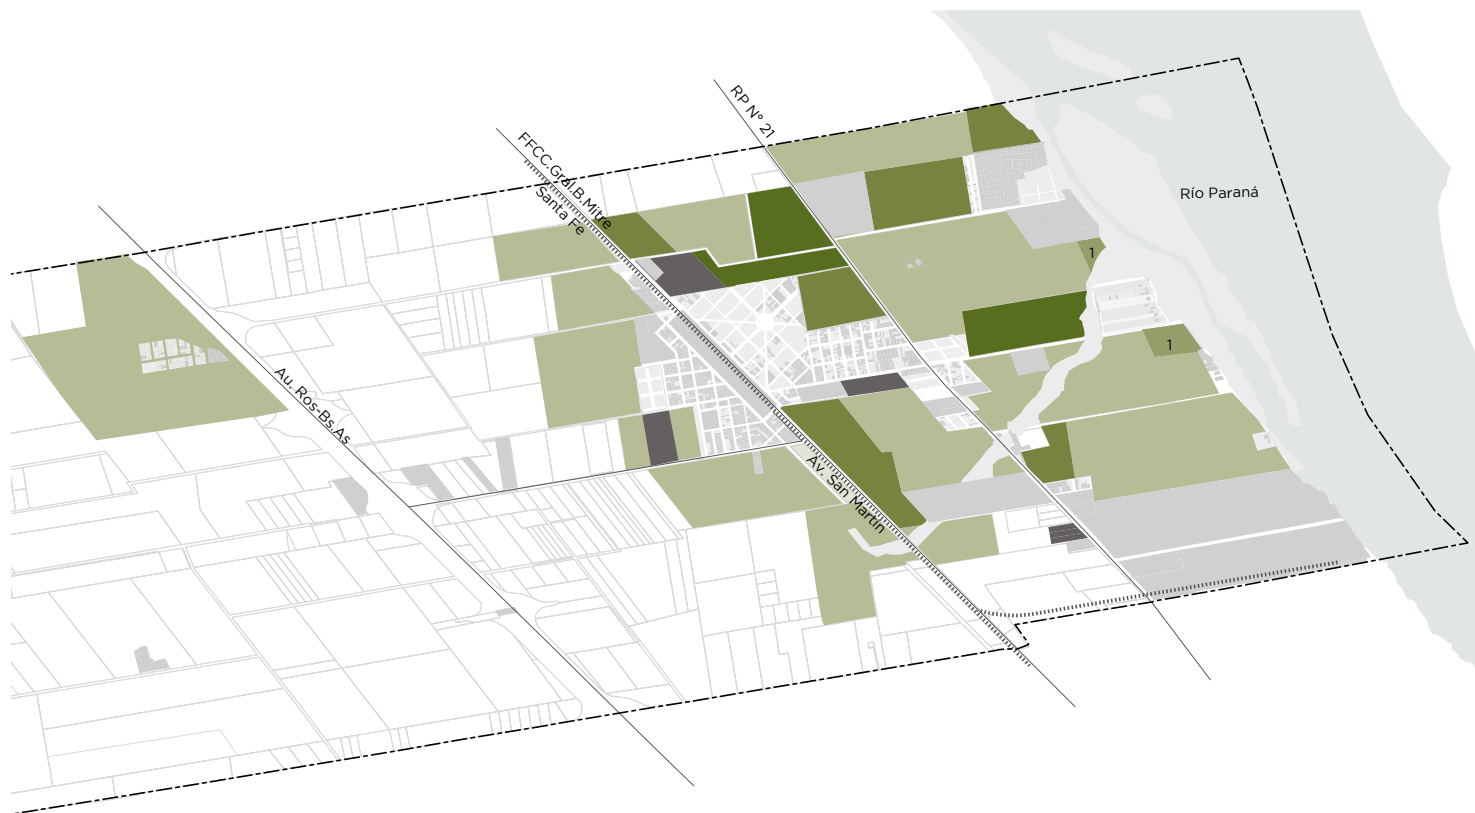 RP N° 21
FFCC.Gral.B.Mitre
Santa Fe
Río Paraná
1
1
Au. Ros-Bs.As
Av. San Martín